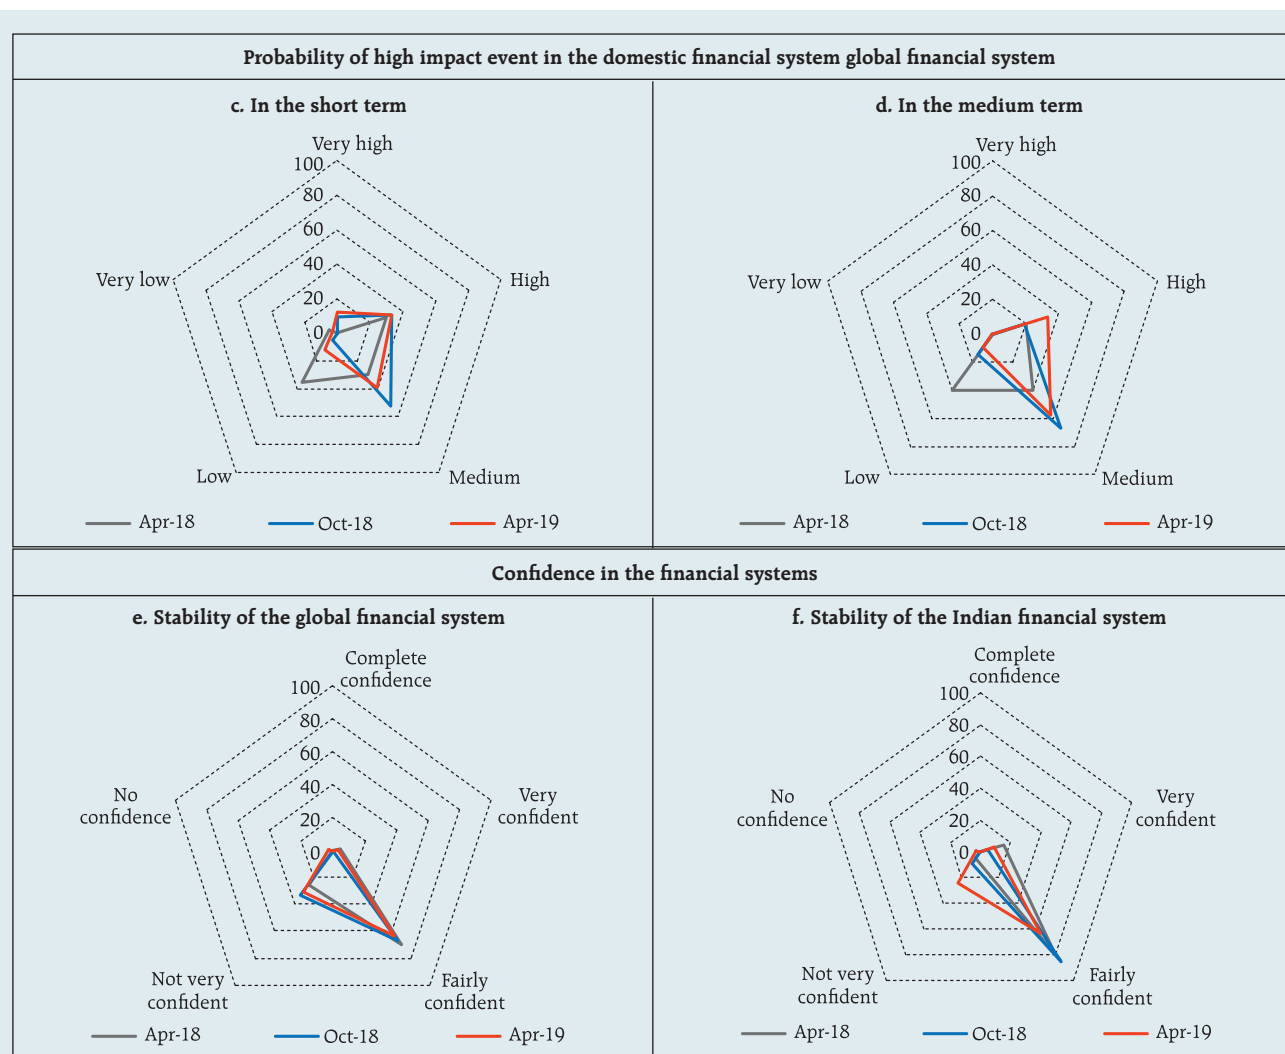 Probability of high impact event in the domestic financial system global financial system
c. In the short term
Very high
100
80
60
40
20
0
Very low
High
Low
Medium
Apr-18
Oct-18
Apr-19
d. In the medium term
Very high
100
80
60
40
20
0
Very low
High
Low
Medium
Apr-18
Oct-18
Apr-19
Confidence in the financial systems
e. Stability of the global financial system
Complete
confidence
100
80
60
40
20
0
No
confidence
Very
confident
Not very
confident
Fairly
confident
Apr-18
Oct-18
Apr-19
f. Stability of the Indian financial system
Complete
confidence
100
80
60
40
20
0
No
confidence
Very
confident
Not very
confident
Fairly
confident
Apr-18
Oct-18
Apr-19